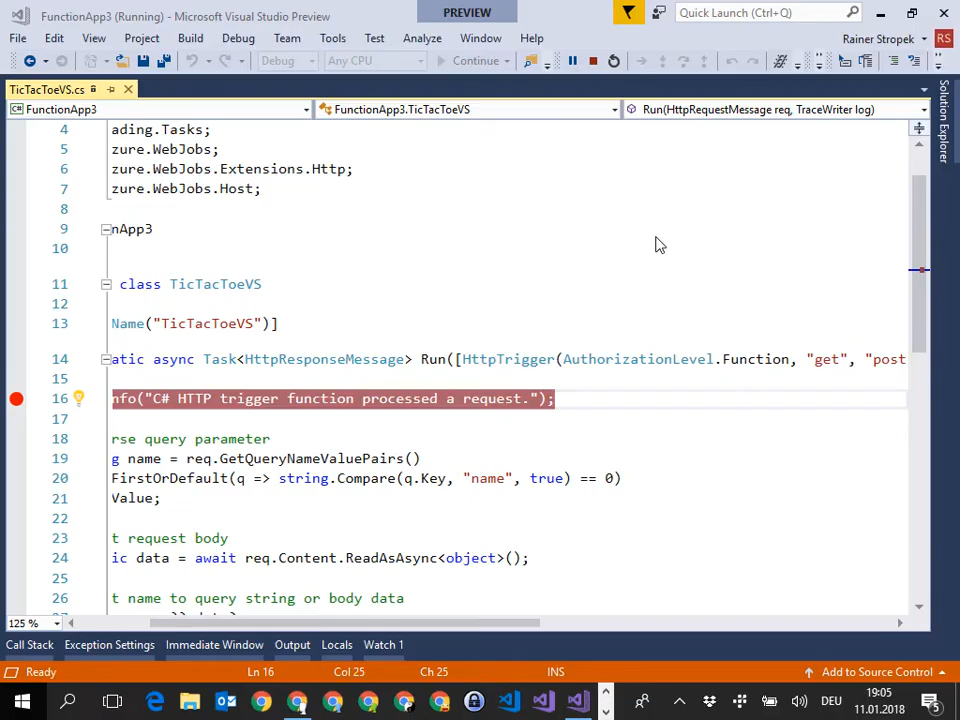 FunctionApp3 (Running) - Microsoft Visual Studio Preview
PREVIEW
Quick Launch (Ctrl+Q)
File Edit View Project Build Debug Team Tools Test Analyze Window Help
Rainer Stropek RS
Debug Any CPU Continue
TicTacToeVS.cs
C# FunctionApp3 FunctionApp3.TicTacToeVS Run(HttpRequestMessage req, TraceWriter log)
Solution Explorer
4 ading.Tasks;
5 zure.WebJobs;
6 zure.WebJobs.Extensions.Http;
7 zure.WebJobs.Host;
8
9 nApp3
10
11 class TicTacToeVS
12
13 Name("TicTacToeVS")]
14 atic async Task<HttpResponseMessage> Run([HttpTrigger(AuthorizationLevel.Function, "get", "post
15
16 nfo("C# HTTP trigger function processed a request.");
17
18 rse query parameter
19 g name = req.GetQueryNameValuePairs()
20 FirstOrDefault(q => string.Compare(q.Key, "name", true) == 0)
21 Value;
22
23 t request body
24 ic data = await req.Content.ReadAsAsync<object>();
25
26 t name to query string or body data
125 %
Call Stack Exception Settings Immediate Window Output Locals Watch 1
Ready Ln 16 Col 25 Ch 25 INS Add to Source Control
DEU
19:05
11.01.2018
5